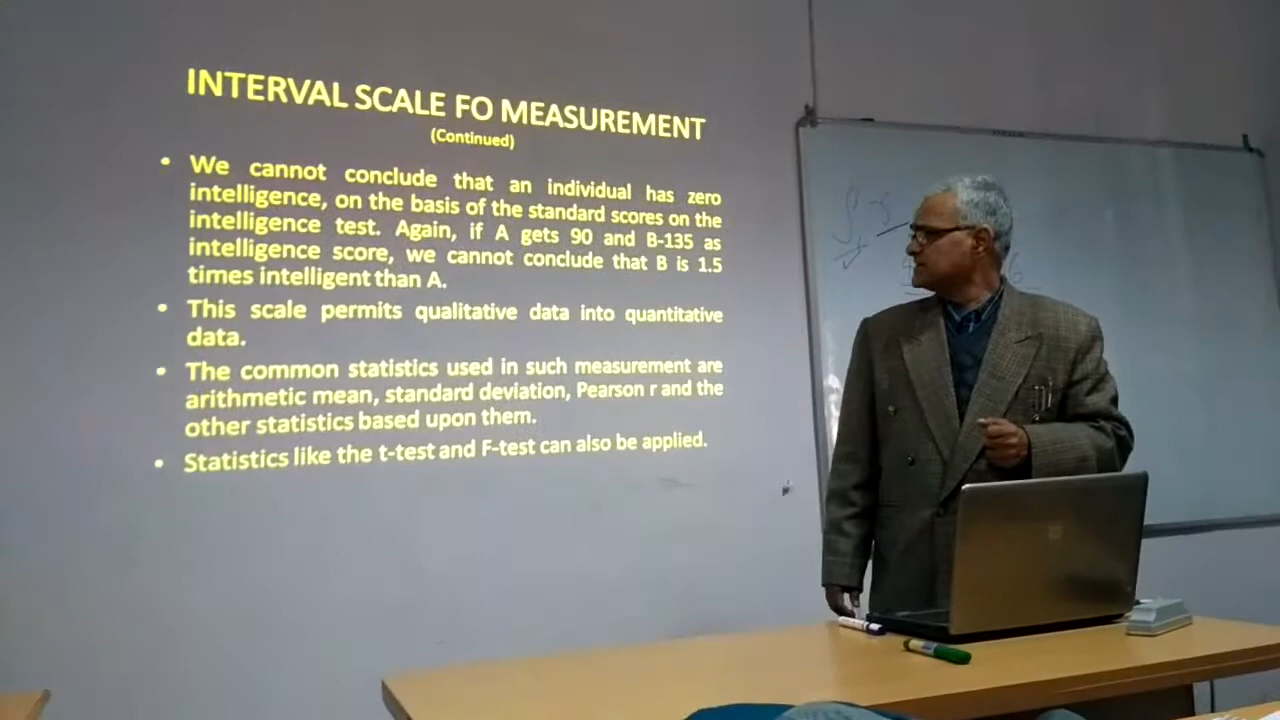 INTERVAL SCALE FO MEASUREMENT
(Continued)
• We cannot conclude that an individual has zero
intelligence, on the basis of the standard scores on the
intelligence test. Again, if A gets 90 and B-135 as
intelligence score, we cannot conclude that B is 1.5
times intelligent than A.
• This scale permits qualitative data into quantitative
data.
• The common statistics used in such measurement are
arithmetic mean, standard deviation, Pearson r and the
other statistics based upon them.
• Statistics like the t-test and F-test can also be applied.